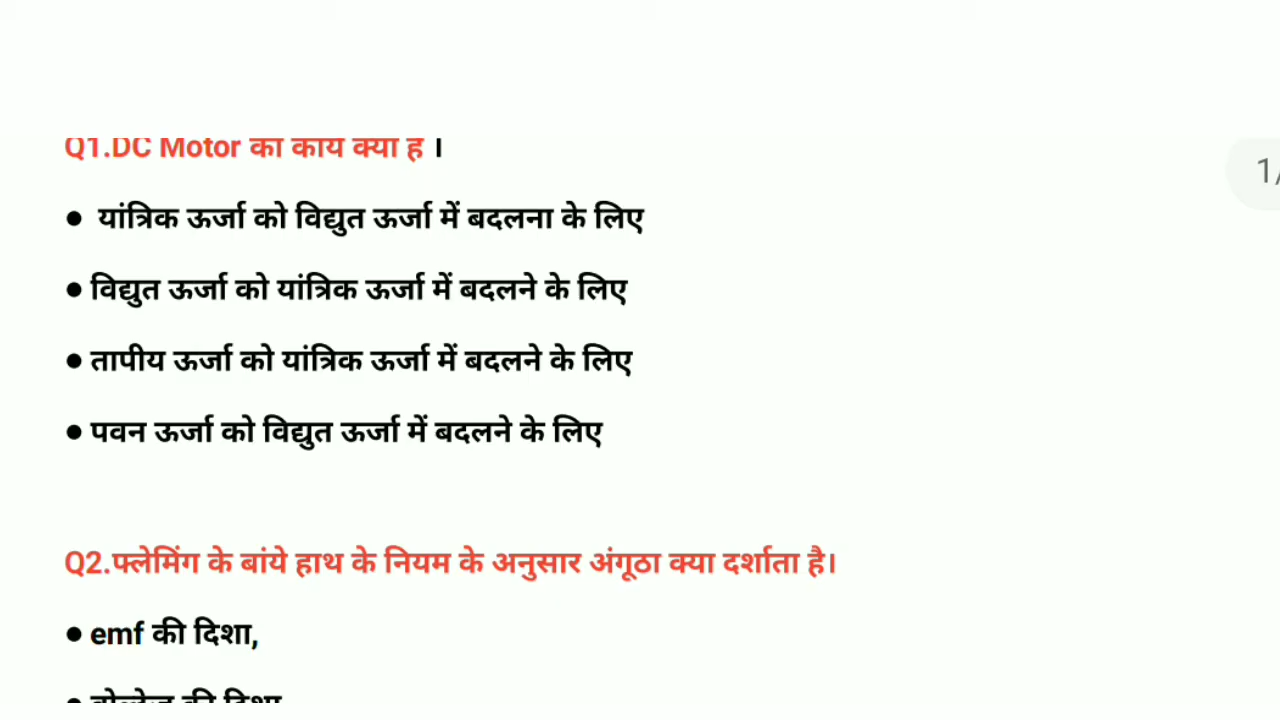 Q1.DC Motor का कार्य क्या है ।
● यांत्रिक ऊर्जा को विद्युत ऊर्जा में बदलना के लिए
● विद्युत ऊर्जा को यांत्रिक ऊर्जा में बदलने के लिए
● तापीय ऊर्जा को यांत्रिक ऊर्जा में बदलने के लिए
● पवन ऊर्जा को विद्युत ऊर्जा में बदलने के लिए
Q2.फ्लेमिंग के बांये हाथ के नियम के अनुसार अंगूठा क्या दर्शाता है।
● emf की दिशा,
● की दिशा
1/